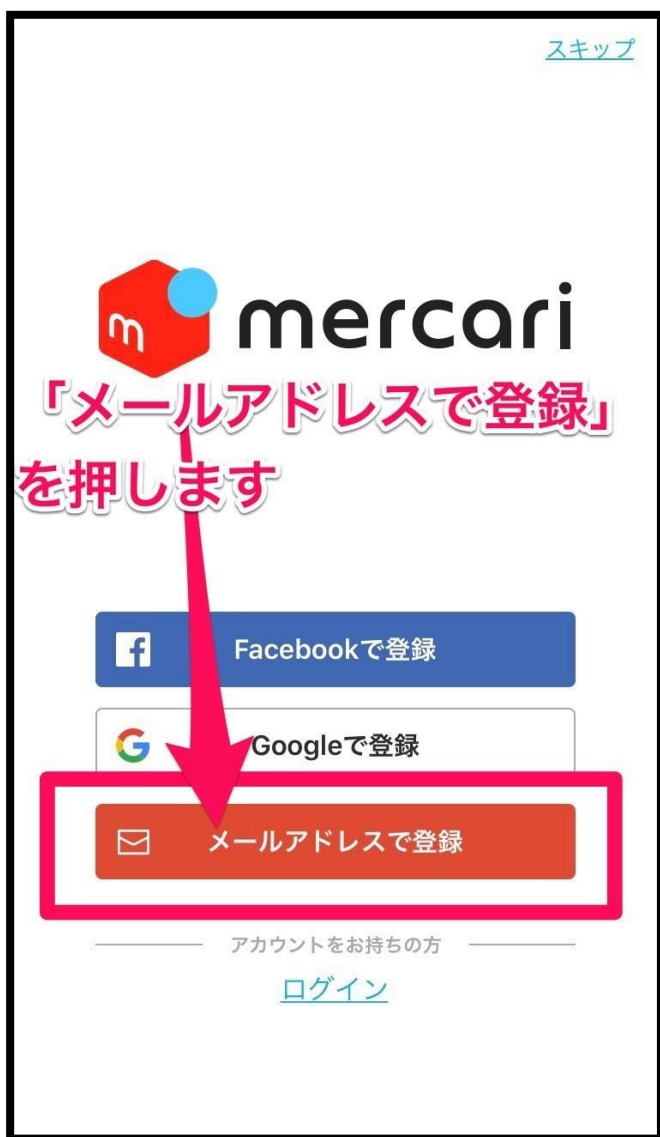 スキップ
m mercari
「メールアドレスで登録」
を押します
Facebookで登録
Googleで登録
メールアドレスで登録
アカウントをお持ちの方
ログイン